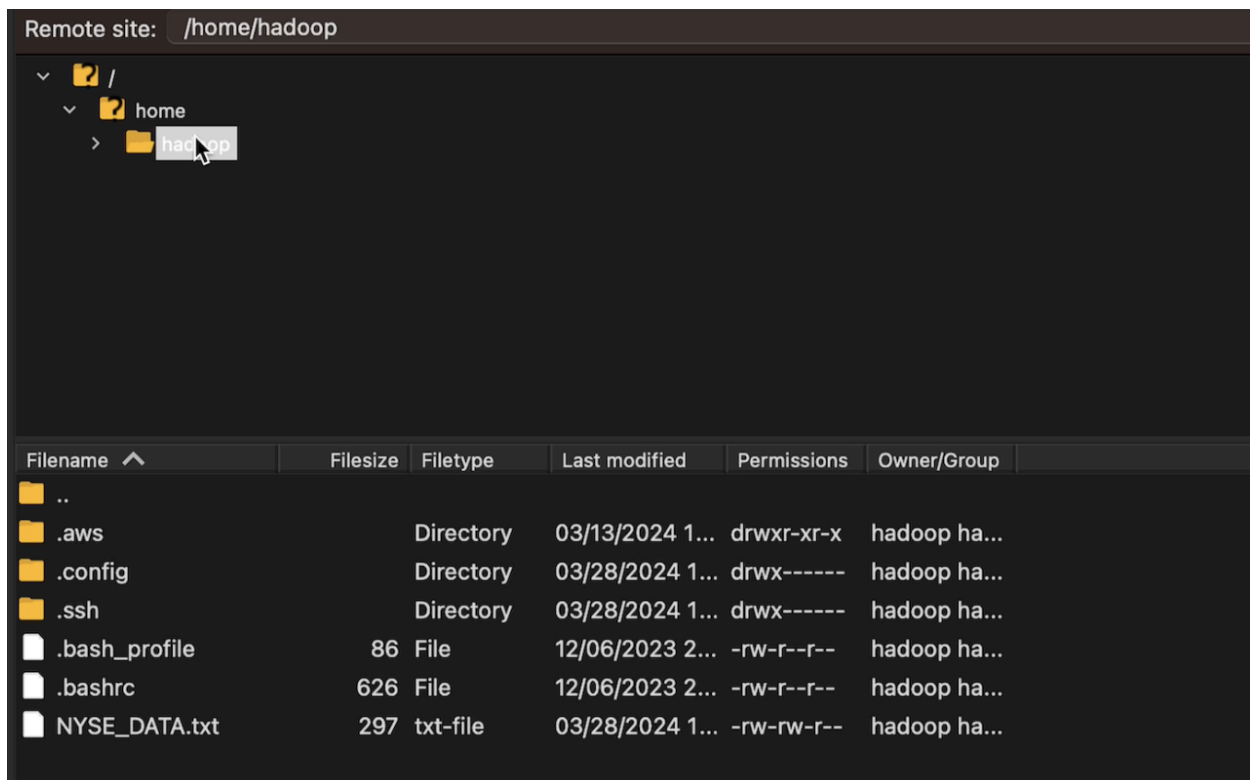 Remote site: /home/hadoop
/
home
hadoop
Filename Filesize Filetype Last modified Permissions Owner/Group
..
.aws Directory 03/13/2024 1... drwxr-xr-x hadoop ha...
.config Directory 03/28/2024 1... drwx------ hadoop ha...
.ssh Directory 03/28/2024 1... drwx------ hadoop ha...
.bash_profile 86 File 12/06/2023 2... -rw-r--r-- hadoop ha...
.bashrc 626 File 12/06/2023 2... -rw-r--r-- hadoop ha...
NYSE_DATA.txt 297 txt-file 03/28/2024 1... -rw-rw-r-- hadoop ha...